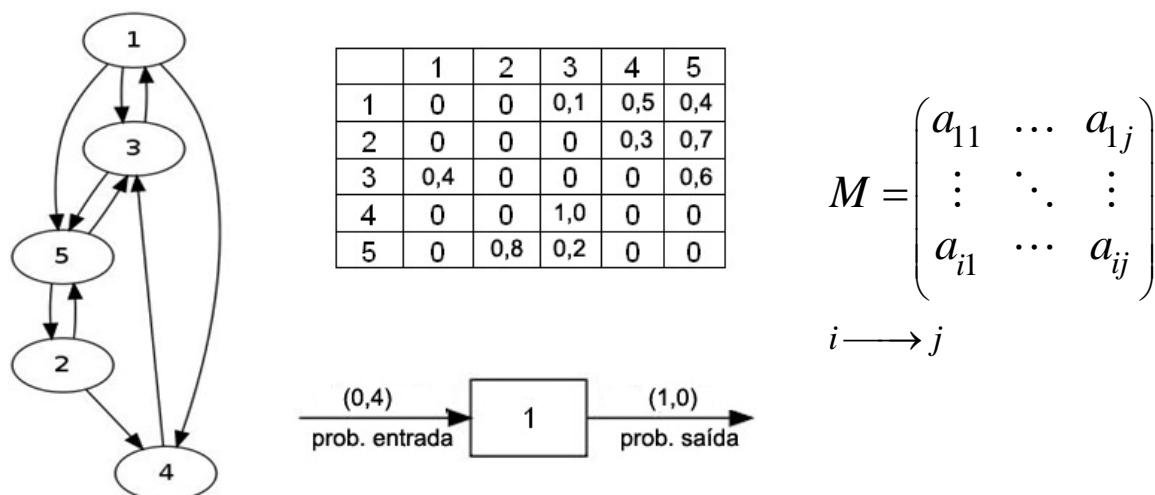 1
3
5
2
4
1 2 3 4 5
1 0 0 0,1 0,5 0,4
2 0 0 0 0,3 0,7
3 0,4 0 0 0 0,6
4 0 0 1,0 0 0
5 0 0,8 0,2 0 0
(0,4)
prob. entrada
1
(1,0)
prob. saída
M = ( a11 ⋯ a1j
⋮ ⋱ ⋮
ai1 ⋯ aij )
i ⟶ j